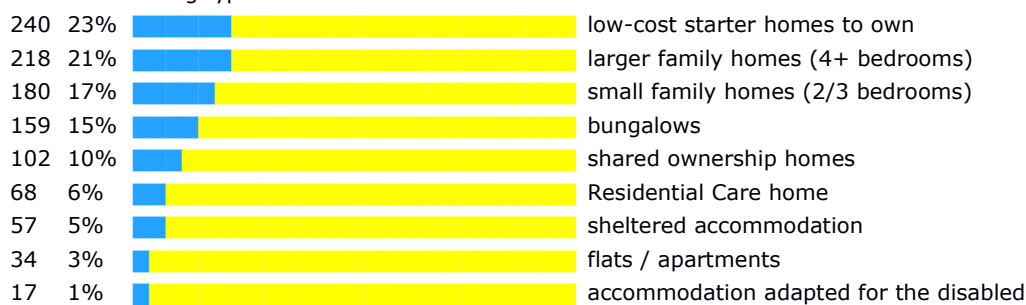 240 23% low-cost starter homes to own
218 21% larger family homes (4+ bedrooms)
180 17% small family homes (2/3 bedrooms)
159 15% bungalows
102 10% shared ownership homes
68 6% Residential Care home
57 5% sheltered accommodation
34 3% flats / apartments
17 1% accommodation adapted for the disabled